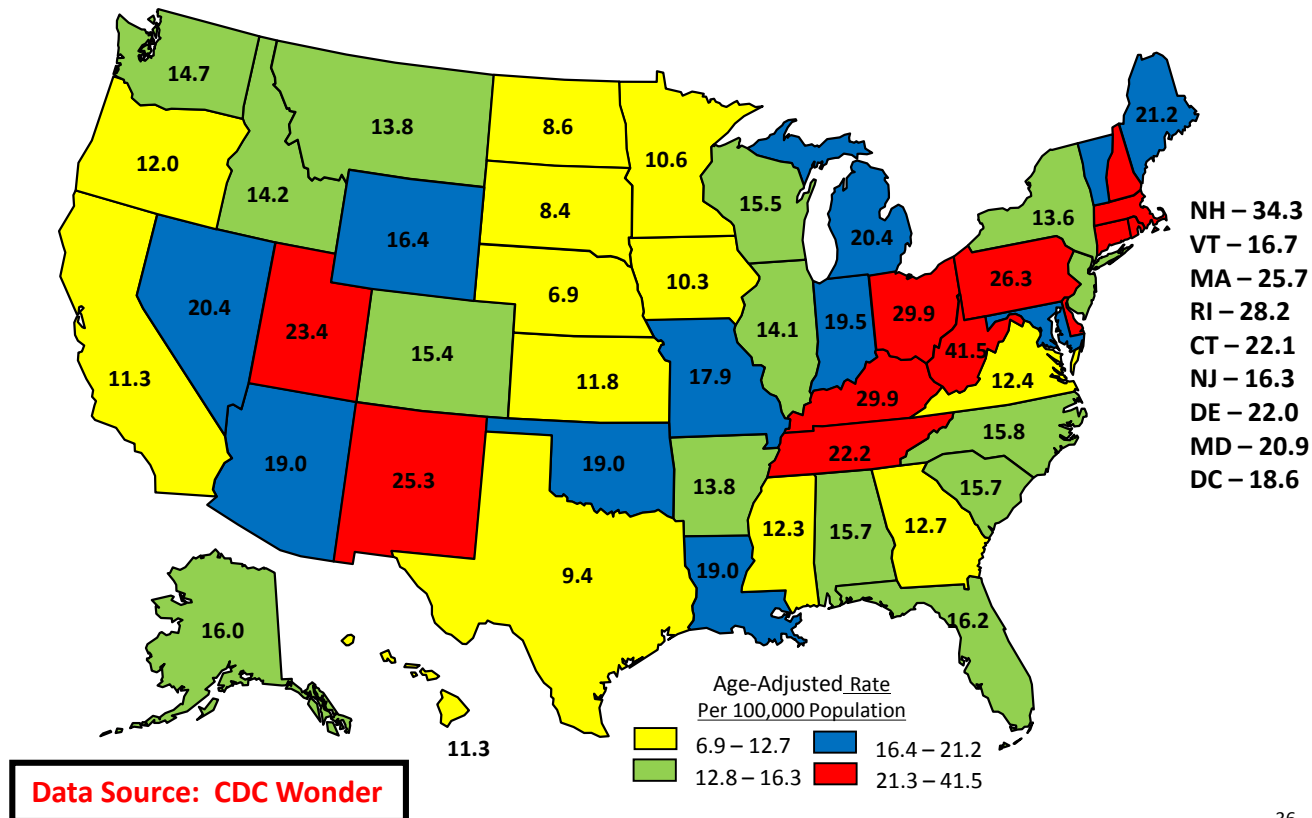 14.7
13.8
8.6
10.6
21.2
12.0
14.2
8.4
15.5
13.6
NH – 34.3
16.4
20.4
VT – 16.7
MA – 25.7
6.9
10.3
26.3
RI – 28.2
20.4
23.4
14.1
19.5
29.9
CT – 22.1
15.4
41.5
NJ – 16.3
11.3
11.8
17.9
12.4
DE – 22.0
29.9
MD – 20.9
19.0
25.3
19.0
13.8
22.2
15.8
DC – 18.6
15.7
12.3
15.7
12.7
9.4
19.0
16.0
16.2
11.3
Age-Adjusted Rate
Per 100,000 Population
6.9 – 12.7
16.4 – 21.2
12.8 – 16.3
21.3 – 41.5
Data Source: CDC Wonder